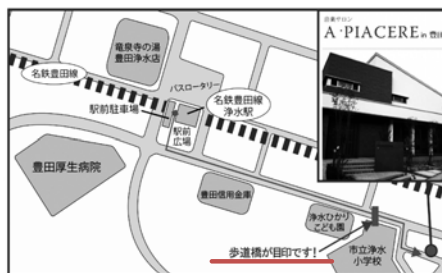 音楽サロン
A・PIACERE in 豊田
竜泉寺の湯
豊田浄水店
名鉄豊田線
バスロータリー
駅前駐車場
名鉄豊田線
浄水駅
駅前
広場
豊田厚生病院
豊田信用金庫
浄水ひかり
こども園
歩道橋が目印です!
市立浄水
小学校